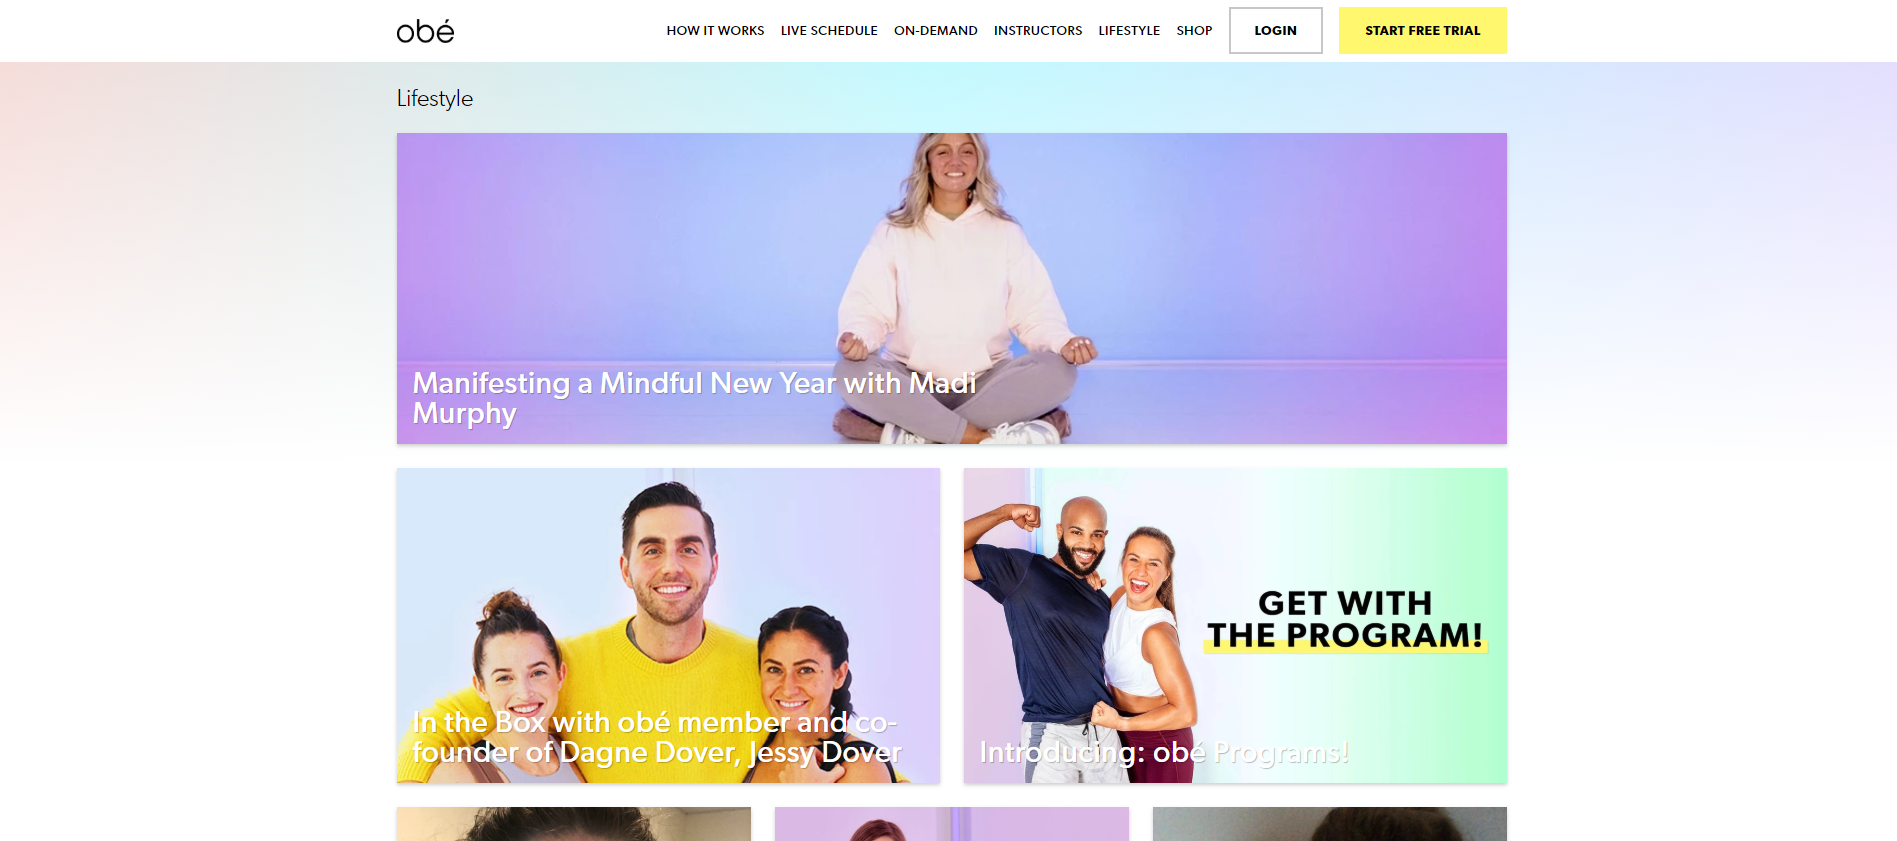 obé
HOW IT WORKS
LIVE SCHEDULE
ON-DEMAND
INSTRUCTORS
LIFESTYLE
SHOP
LOGIN
START FREE TRIAL
Lifestyle
Manifesting a Mindful New Year with Madi
Murphy
In the Box with obé member and co-
founder of Dagne Dover, Jessy Dover
GET WITH
THE PROGRAM!
Introducing: obé Programs!